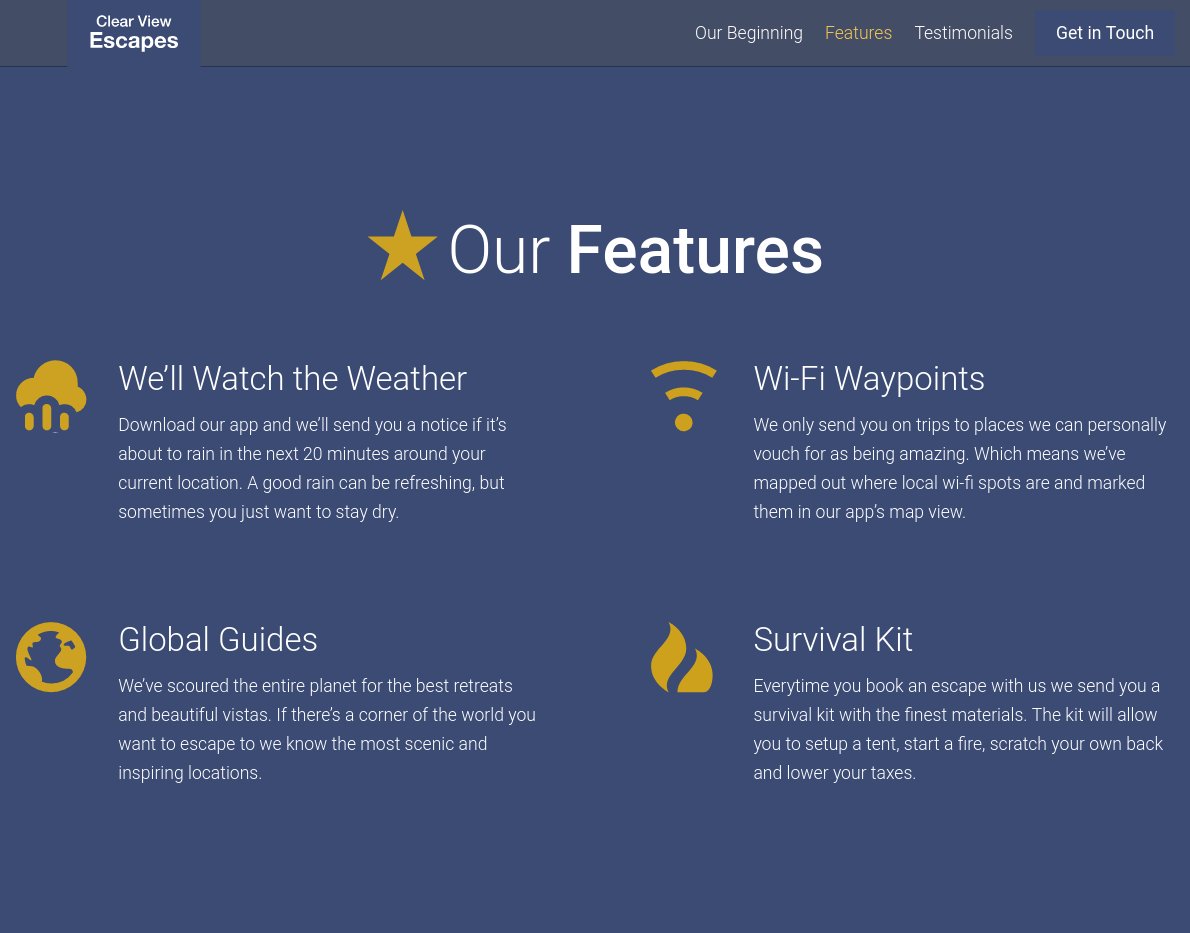 Clear View
Escapes
Our Beginning
Features
Testimonials
Get in Touch
Our Features
We’ll Watch the Weather
Download our app and we’ll send you a notice if it’s
about to rain in the next 20 minutes around your
current location. A good rain can be refreshing, but
sometimes you just want to stay dry.
Wi-Fi Waypoints
We only send you on trips to places we can personally
vouch for as being amazing. Which means we’ve
mapped out where local wi-fi spots are and marked
them in our app’s map view.
Global Guides
We’ve scoured the entire planet for the best retreats
and beautiful vistas. If there’s a corner of the world you
want to escape to we know the most scenic and
inspiring locations.
Survival Kit
Everytime you book an escape with us we send you a
survival kit with the finest materials. The kit will allow
you to setup a tent, start a fire, scratch your own back
and lower your taxes.